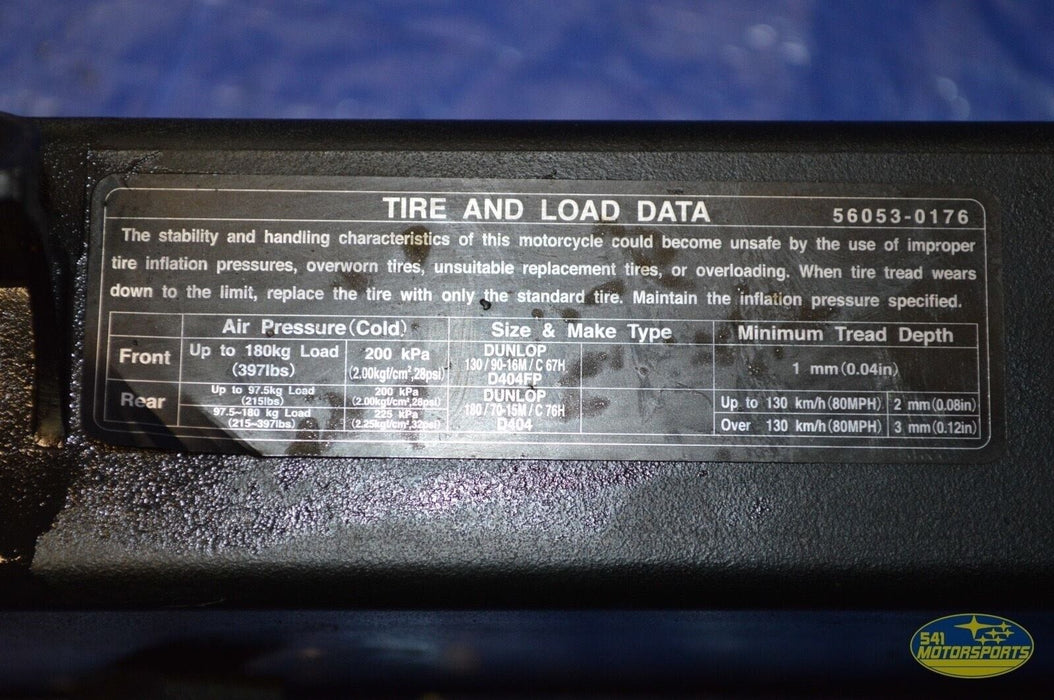 TIRE AND LOAD DATA 56053-0176
The stability and handling characteristics of this motorcycle could become unsafe by the use of improper
tire inflation pressures, overworn tires, unsuitable replacement tires, or overloading. When tire tread wears
down to the limit, replace the tire with only the standard tire. Maintain the inflation pressure specified.
Air Pressure(Cold) Size & Make Type Minimum Tread Depth
Front Up to 180kg Load (397lbs) 200 kPa (2.00kgf/cm²,28psi) DUNLOP 130/90-16M/C 67H D404FP 1 mm(0.04in)
Rear Up to 97.5kg Load (215lbs) 200 kPa (2.00kgf/cm²,28psi) DUNLOP 180/70-15M/C 76H D404 Up to 130 km/h(80MPH) 2 mm(0.08in)
97.5~180 kg Load (215~397lbs) 225 kPa (2.25kgf/cm²,32psi) Over 130 km/h(80MPH) 3 mm(0.12in)
541
MOTORSPORTS